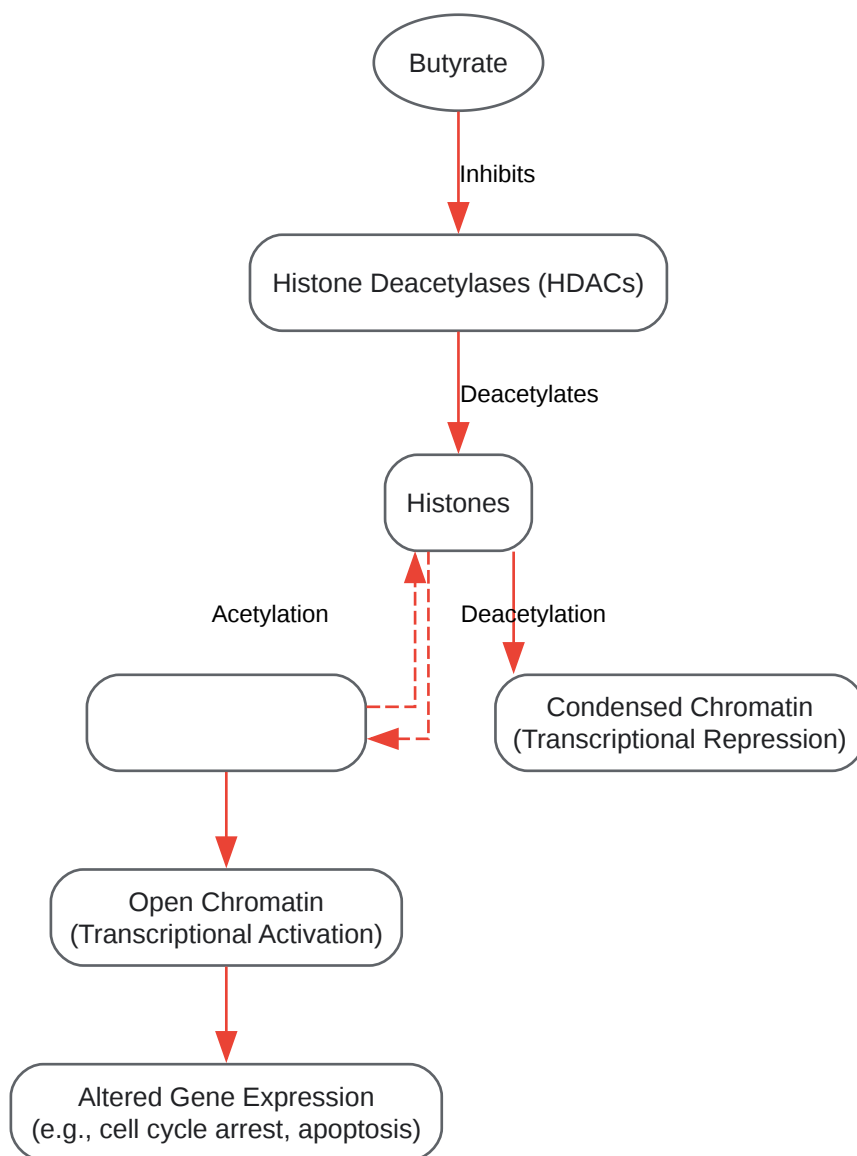 Butyrate
Inhibits
Histone Deacetylases (HDACs)
Deacetylates
Histones
Acetylation
Deacetylation
Condensed Chromatin
(Transcriptional Repression)
Open Chromatin
(Transcriptional Activation)
Altered Gene Expression
(e.g., cell cycle arrest, apoptosis)